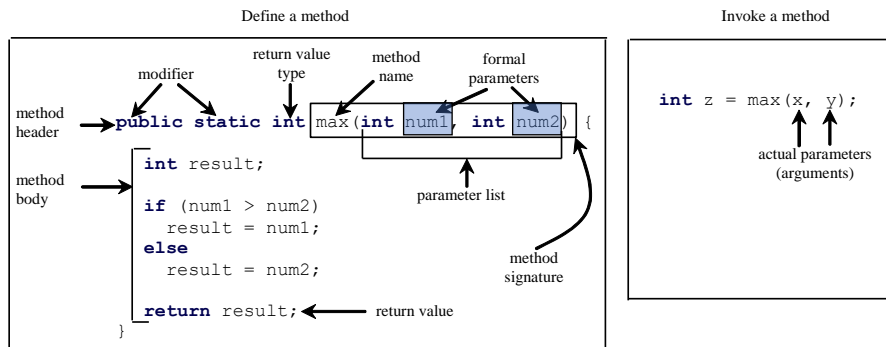 Define a method
Invoke a method
modifier
return value
type
method
name
formal
parameters
method
header
public static int max(int num1, int num2) {
method
body
int result;
parameter list
if (num1 > num2)
result = num1;
else
result = num2;
method
signature
return result;
return value
}
int z = max(x, y);
actual parameters
(arguments)